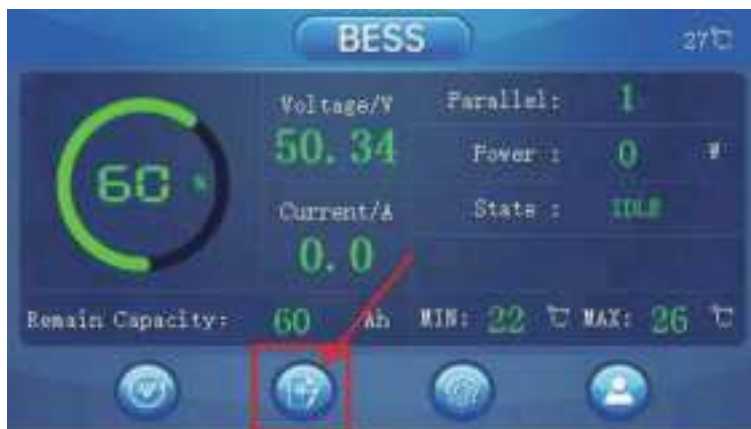 BESS
27℃
60 %
Voltage/V
50.34
Current/A
0.0
Parallel: 1
Power : 0 W
State : IDLE
Remain Capacity: 60 Ah
MIN: 22 ℃ MAX: 26 ℃